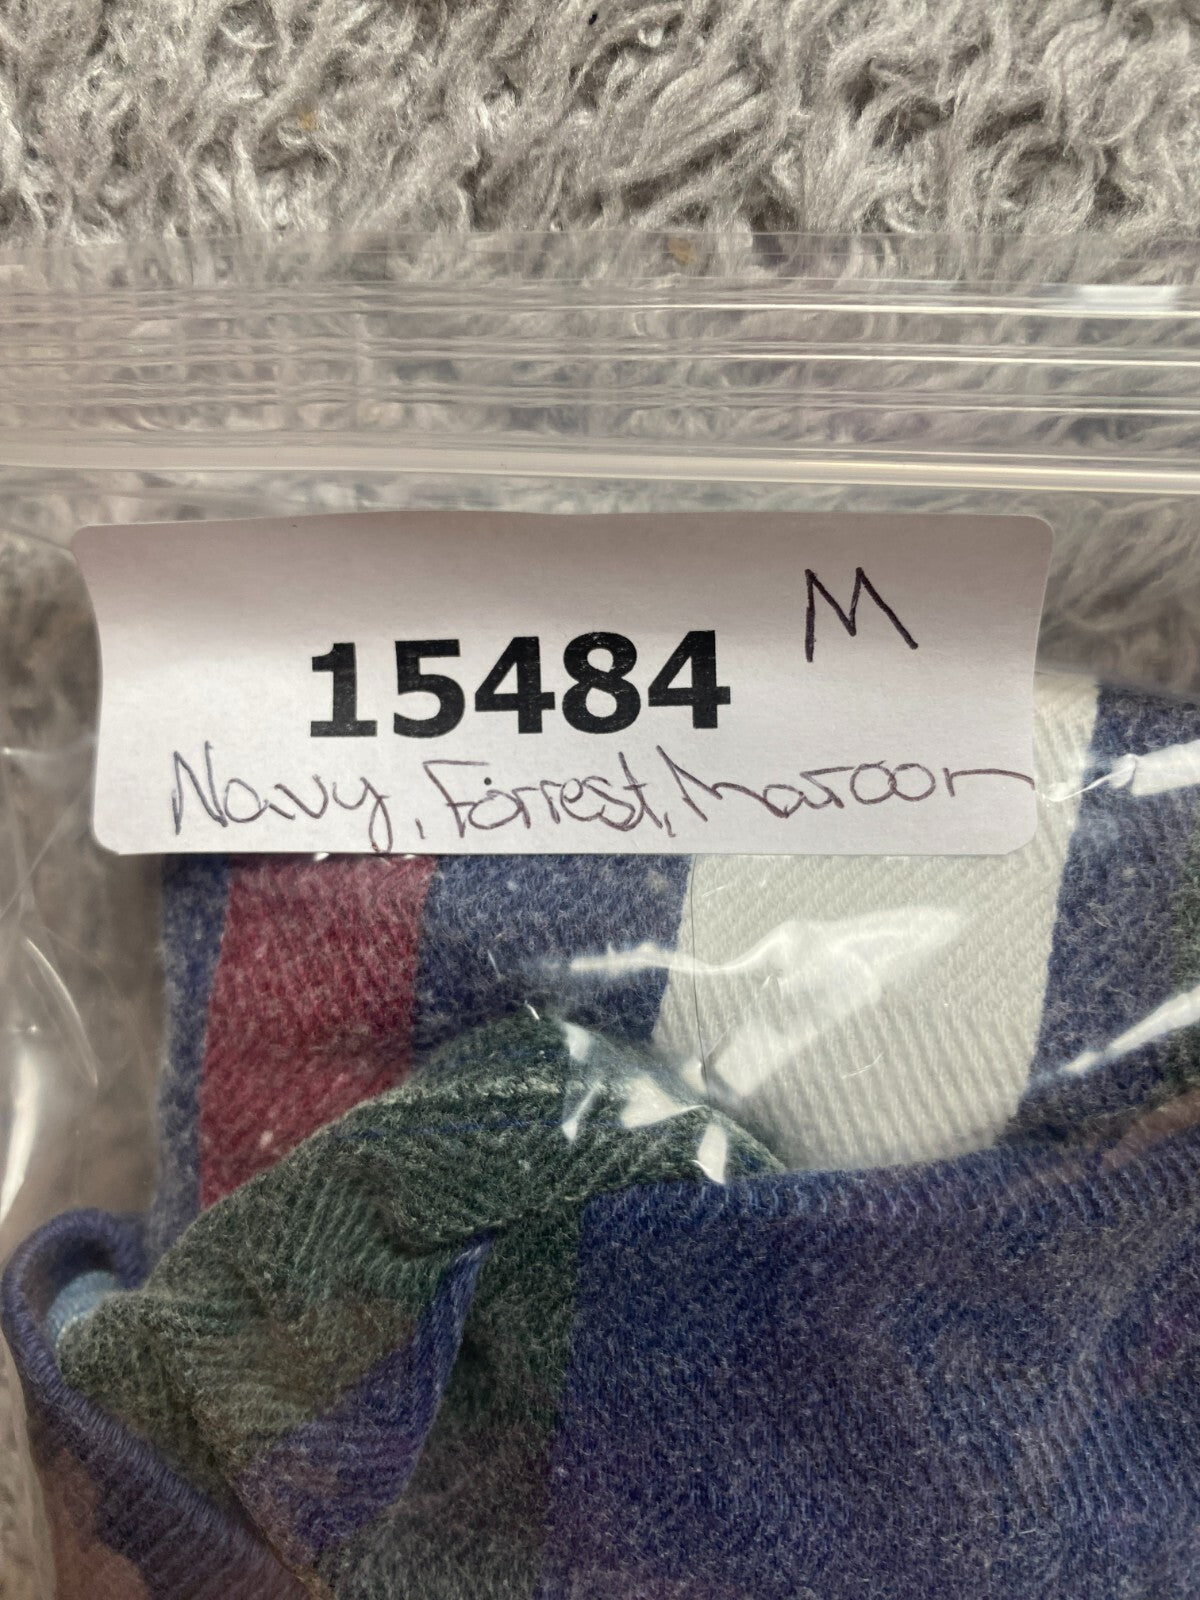 M
15484
Navy, Forrest, Maroon